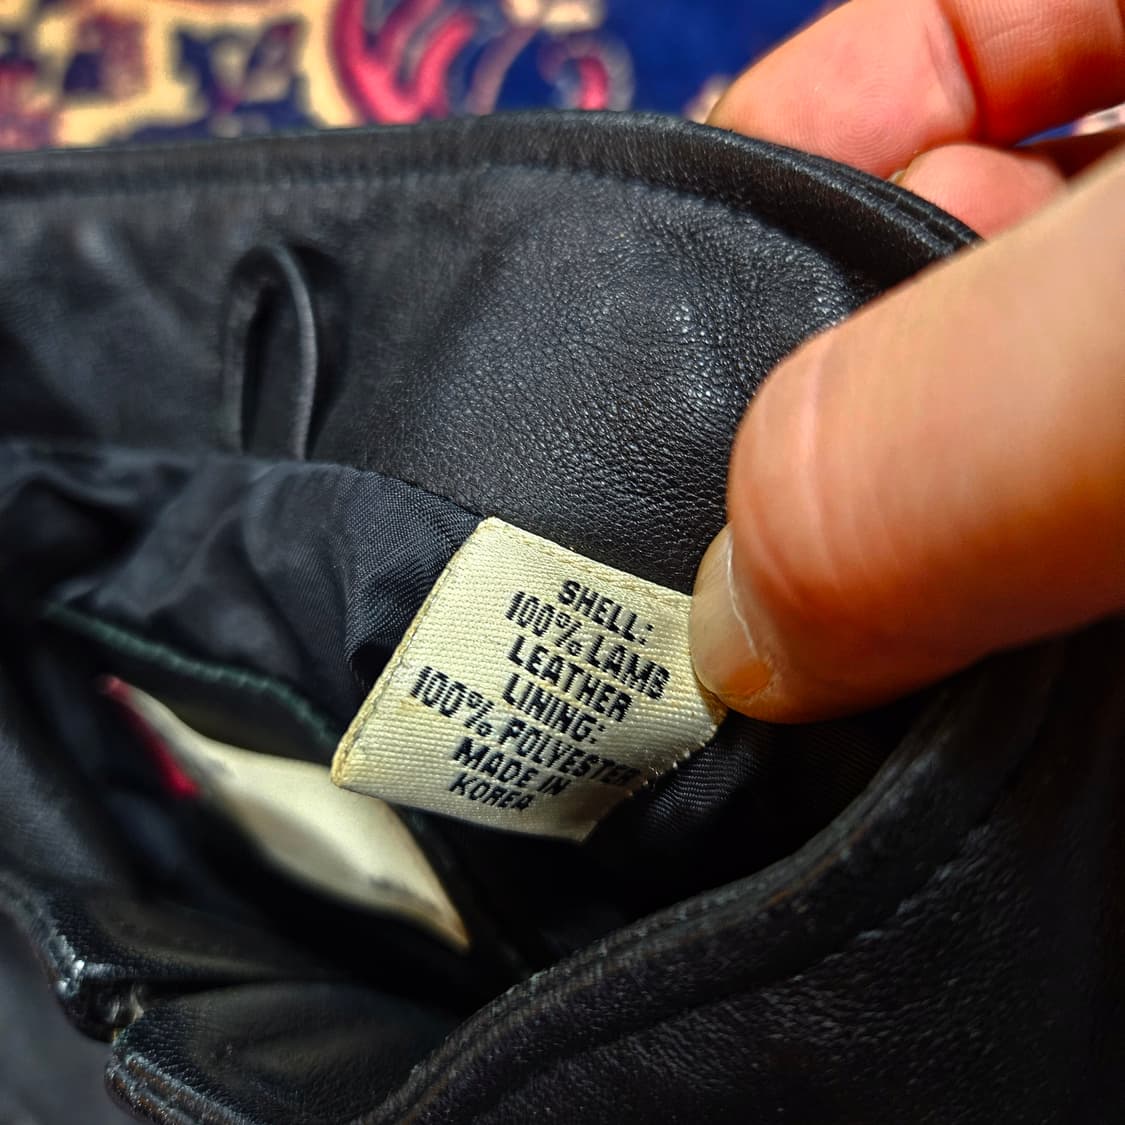 SHELL:
100% LAMB
LEATHER
LINING:
100% POLYESTER
MADE IN
KOREA